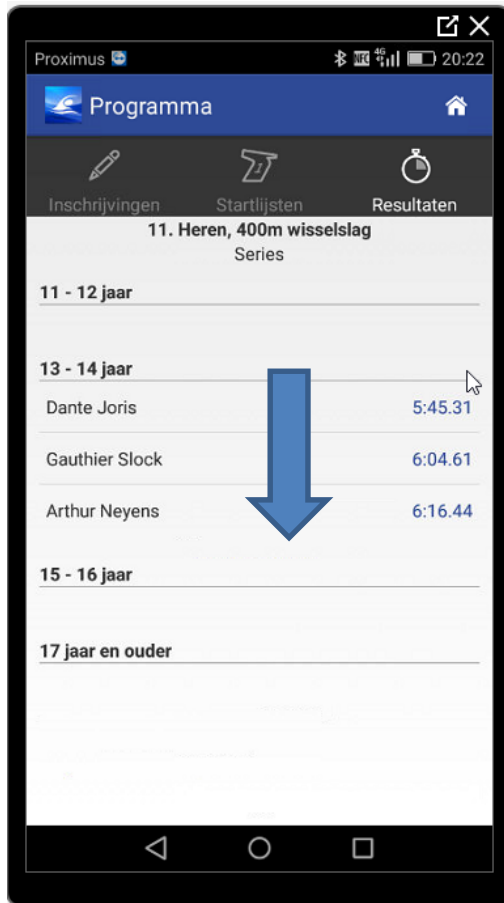 Proximus 20:22
Programma
Inschrijvingen Startlijsten Resultaten
11. Heren, 400m wisselslag
Series
11 - 12 jaar
13 - 14 jaar
Dante Joris 5:45.31
Gauthier Slock 6:04.61
Arthur Neyens 6:16.44
15 - 16 jaar
17 jaar en ouder